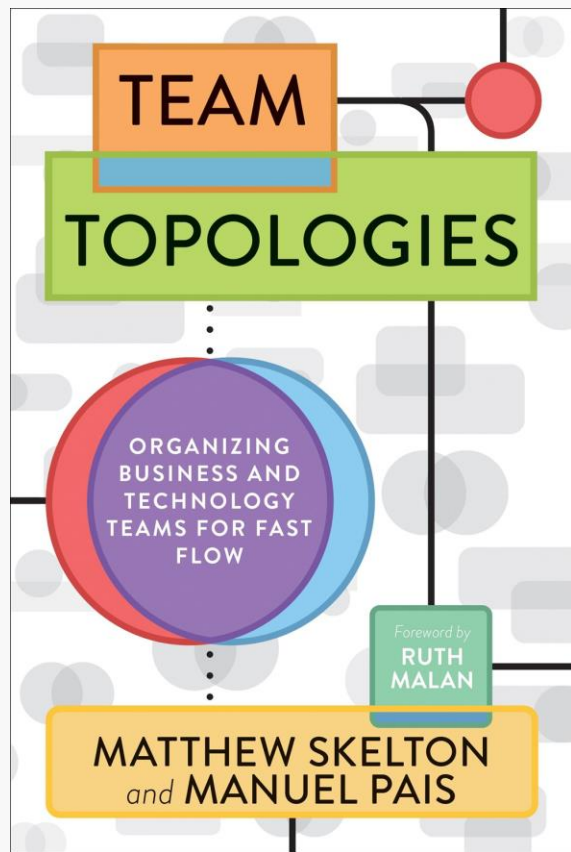 TEAM
TOPOLOGIES
ORGANIZING
BUSINESS AND
TECHNOLOGY
TEAMS FOR FAST
FLOW
Foreword by
RUTH
MALAN
MATTHEW SKELTON
and MANUEL PAIS